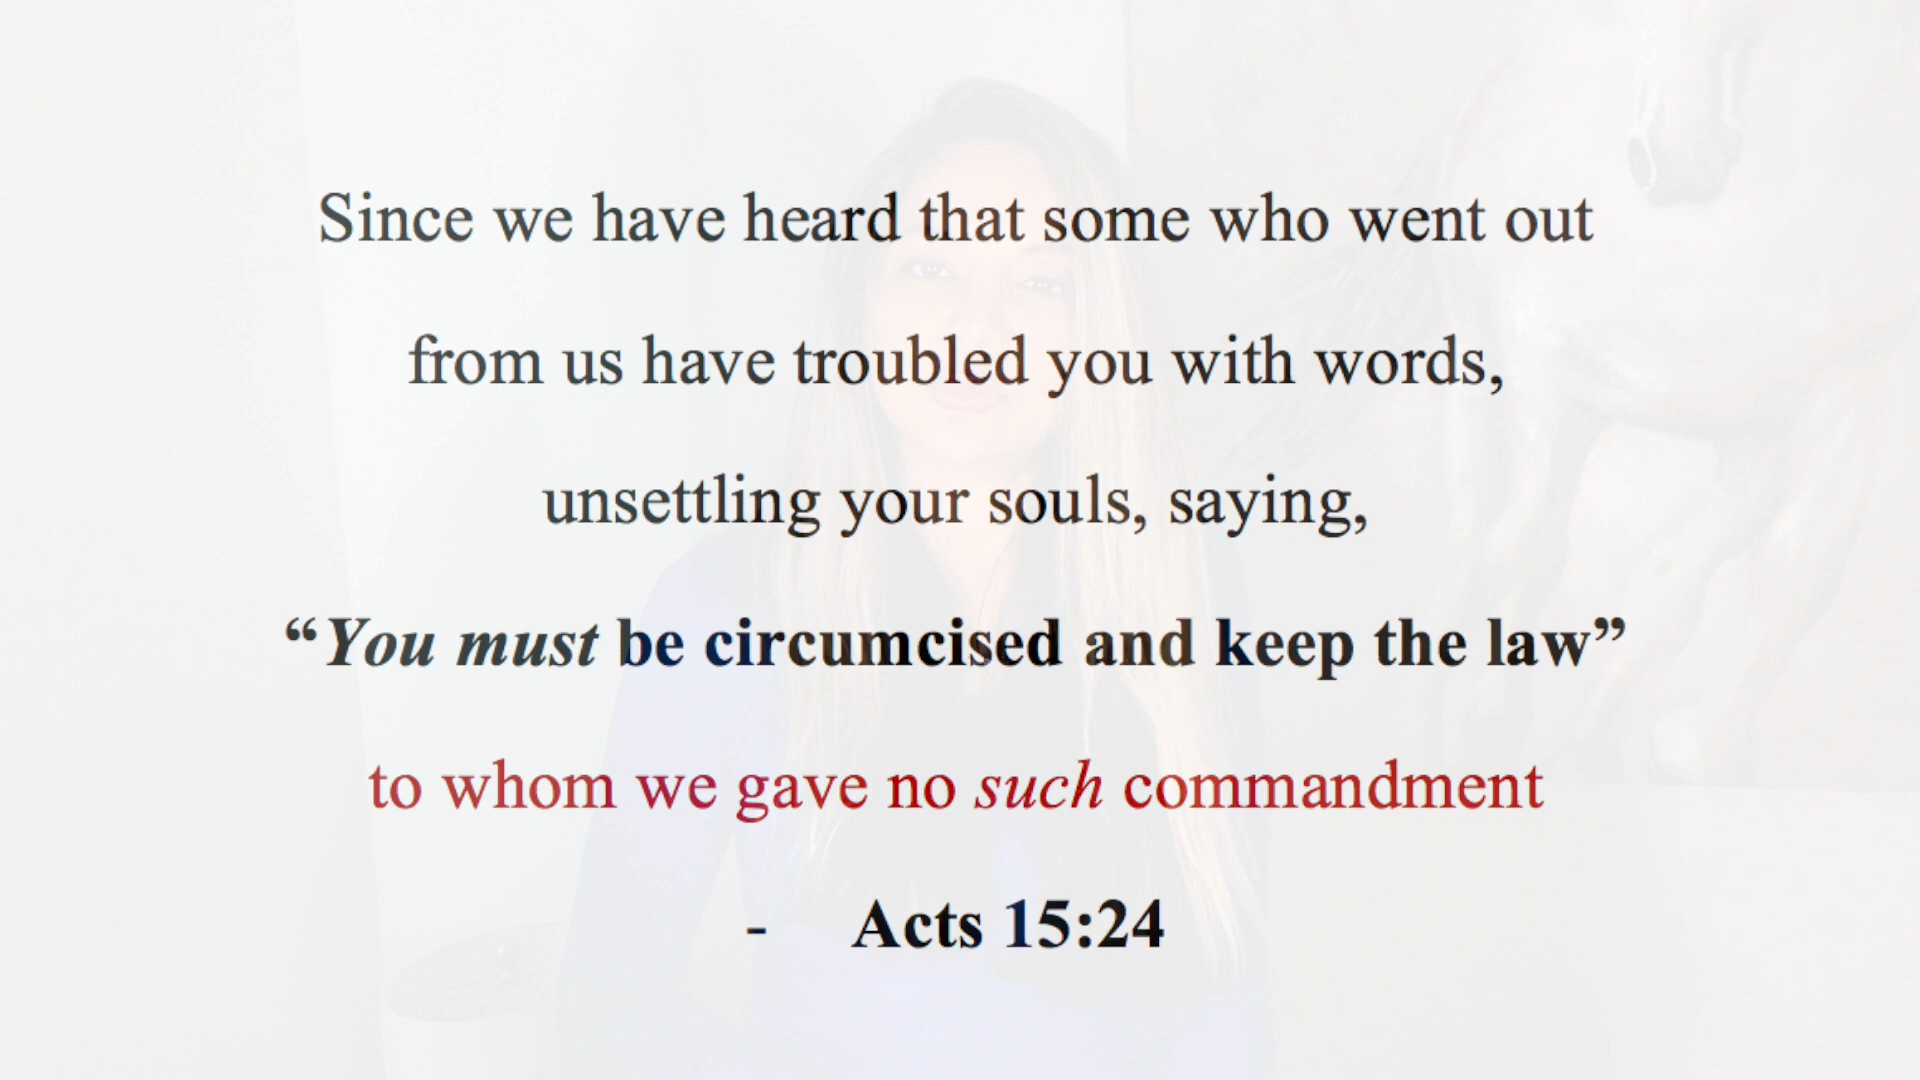 Since we have heard that some who went out
from us have troubled you with words,
unsettling your souls, saying,
“You must be circumcised and keep the law”
to whom we gave no such commandment
- Acts 15:24